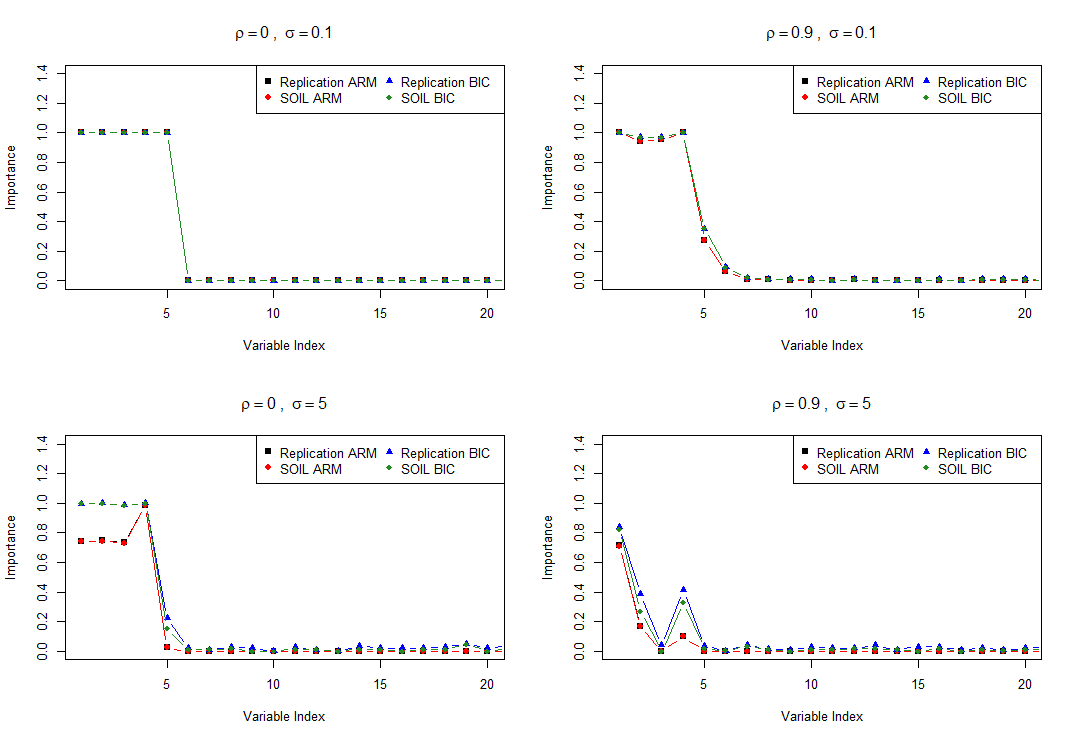 ρ = 0 , σ = 0.1
Replication ARM Replication BIC
SOIL ARM SOIL BIC
Importance
0.0 0.2 0.4 0.6 0.8 1.0 1.2 1.4
5 10 15 20
Variable Index
ρ = 0.9 , σ = 0.1
Replication ARM Replication BIC
SOIL ARM SOIL BIC
Importance
0.0 0.2 0.4 0.6 0.8 1.0 1.2 1.4
5 10 15 20
Variable Index
ρ = 0 , σ = 5
Replication ARM Replication BIC
SOIL ARM SOIL BIC
Importance
0.0 0.2 0.4 0.6 0.8 1.0 1.2 1.4
5 10 15 20
Variable Index
ρ = 0.9 , σ = 5
Replication ARM Replication BIC
SOIL ARM SOIL BIC
Importance
0.0 0.2 0.4 0.6 0.8 1.0 1.2 1.4
5 10 15 20
Variable Index